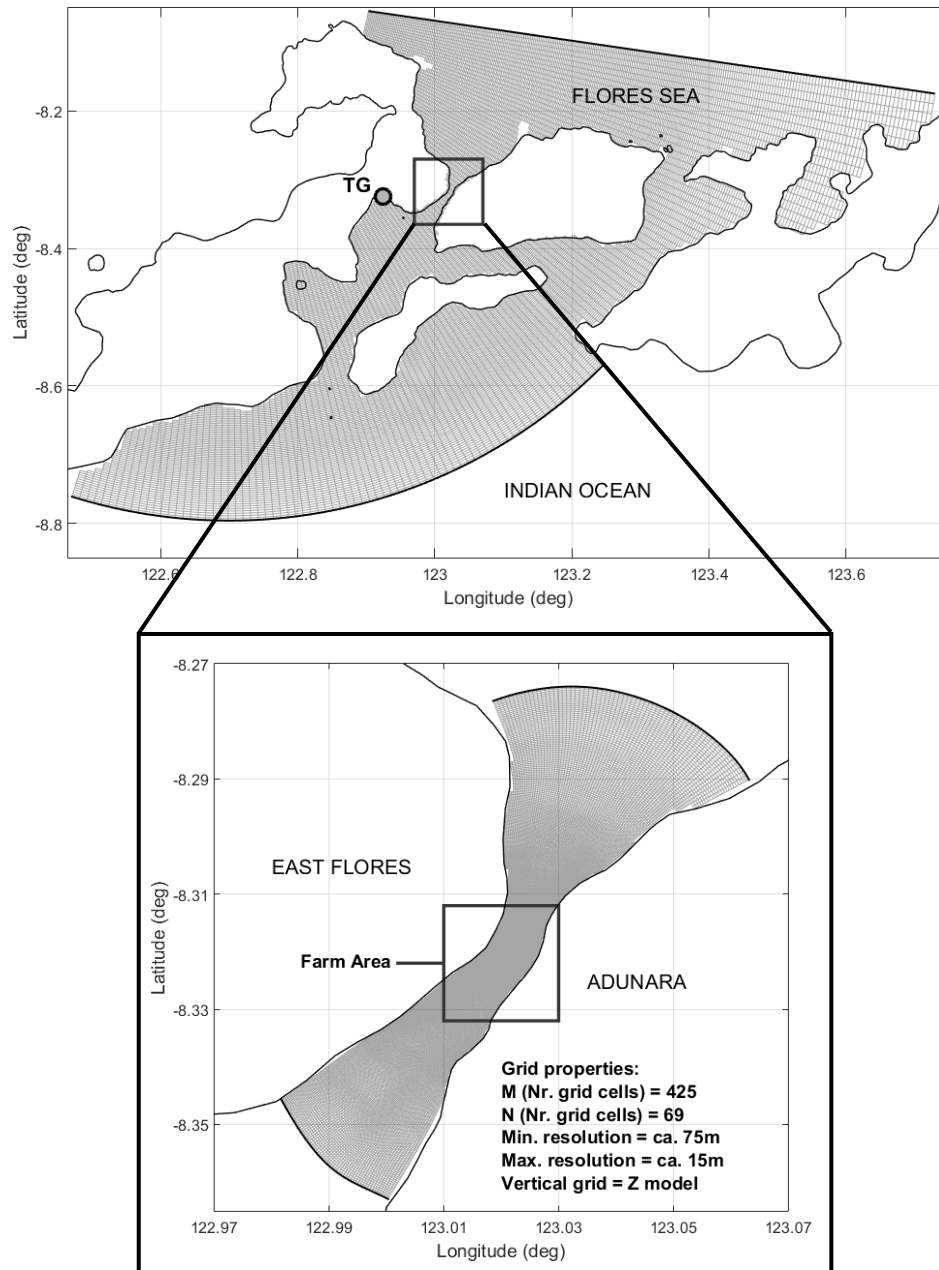 FLORES SEA
-8.2
TG
-8.4
Latitude (deg)
-8.6
INDIAN OCEAN
-8.8
122.6 122.8 123 123.2 123.4 123.6
Longitude (deg)
-8.27
-8.29
EAST FLORES
-8.31
Latitude (deg)
Farm Area
ADUNARA
-8.33
Grid properties:
M (Nr. grid cells) = 425
N (Nr. grid cells) = 69
-8.35
Min. resolution = ca. 75m
Max. resolution = ca. 15m
Vertical grid = Z model
122.97 122.99 123.01 123.03 123.05 123.07
Longitude (deg)